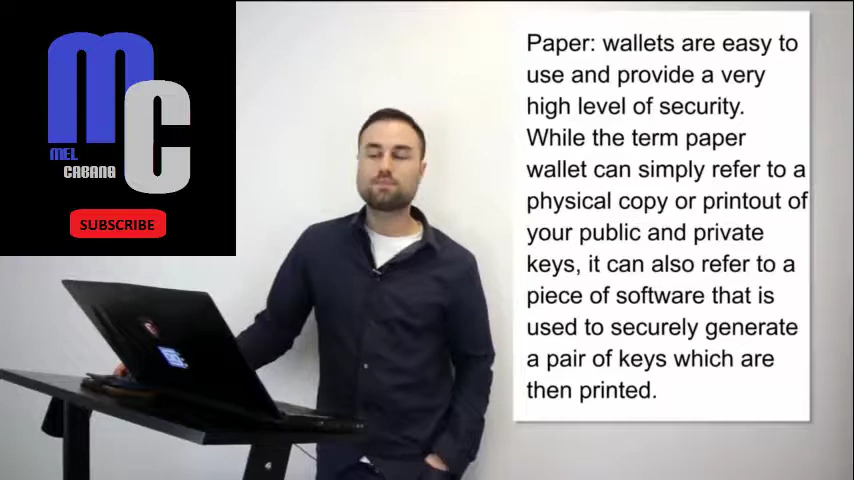 MC
MEL
CABANA
SUBSCRIBE
Paper: wallets are easy to
use and provide a very
high level of security.
While the term paper
wallet can simply refer to a
physical copy or printout of
your public and private
keys, it can also refer to a
piece of software that is
used to securely generate
a pair of keys which are
then printed.